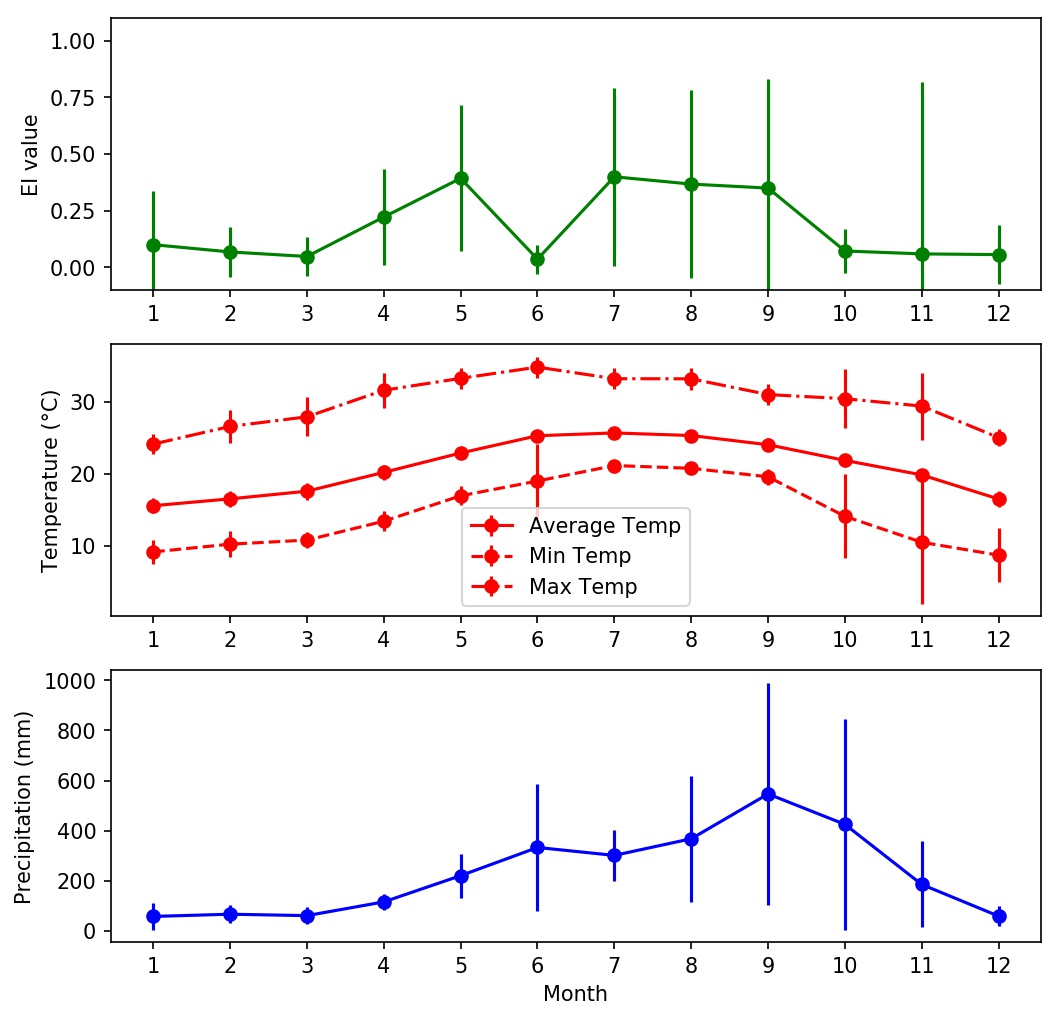 1.00
0.75
0.50
0.25
0.00
EI value
1 2 3 4 5 6 7 8 9 10 11 12
30
20
10
Temperature (°C)
Average Temp
Min Temp
Max Temp
1 2 3 4 5 6 7 8 9 10 11 12
1000
800
600
400
200
0
Precipitation (mm)
1 2 3 4 5 6 7 8 9 10 11 12
Month